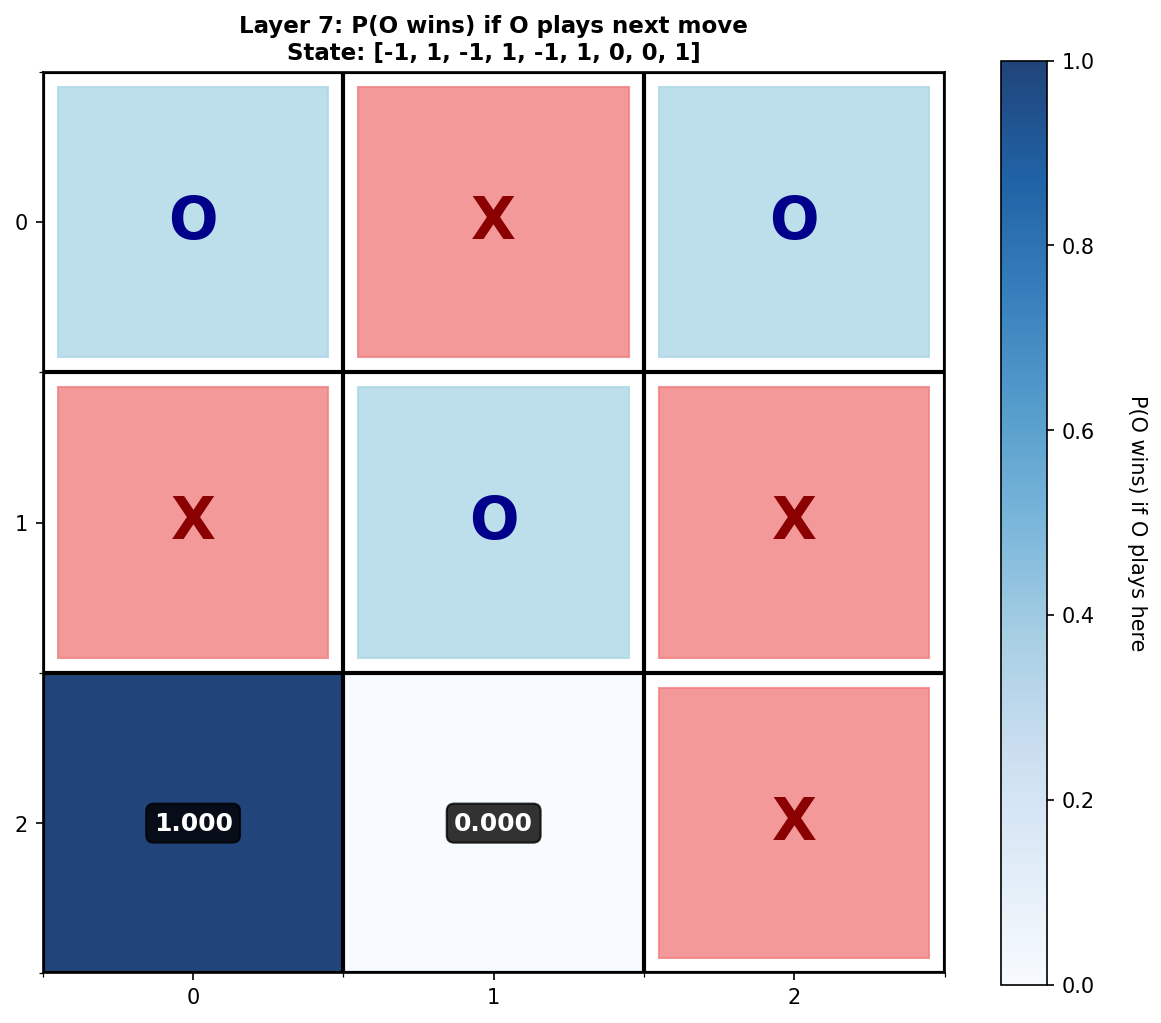 Layer 7: P(O wins) if O plays next move
State: [-1, 1, -1, 1, -1, 1, 0, 0, 1]
0
O X O
1
X O X
2
1.000 0.000 X
0 1 2
1.0
0.8
0.6
0.4
0.2
0.0
P(O wins) if O plays here